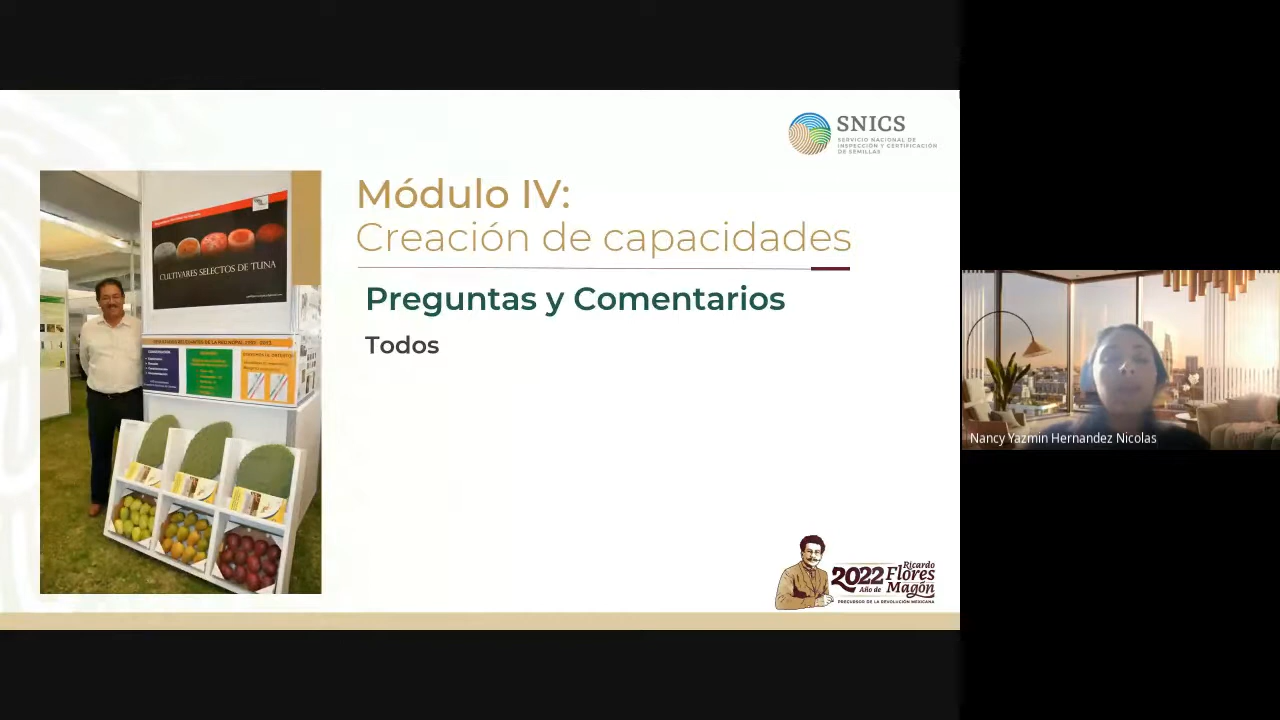 SNICS
SERVICIO NACIONAL DE
INSPECCIÓN Y CERTIFICACIÓN
DE SEMILLAS
Módulo IV:
Creación de capacidades
Preguntas y Comentarios
Todos
CULTIVARES SELECTOS DE TUNA
Nancy Yazmin Hernandez Nicolas
2022 Ricardo
Año de Flores
Magón
PRECURSOR DE LA REVOLUCIÓN MEXICANA